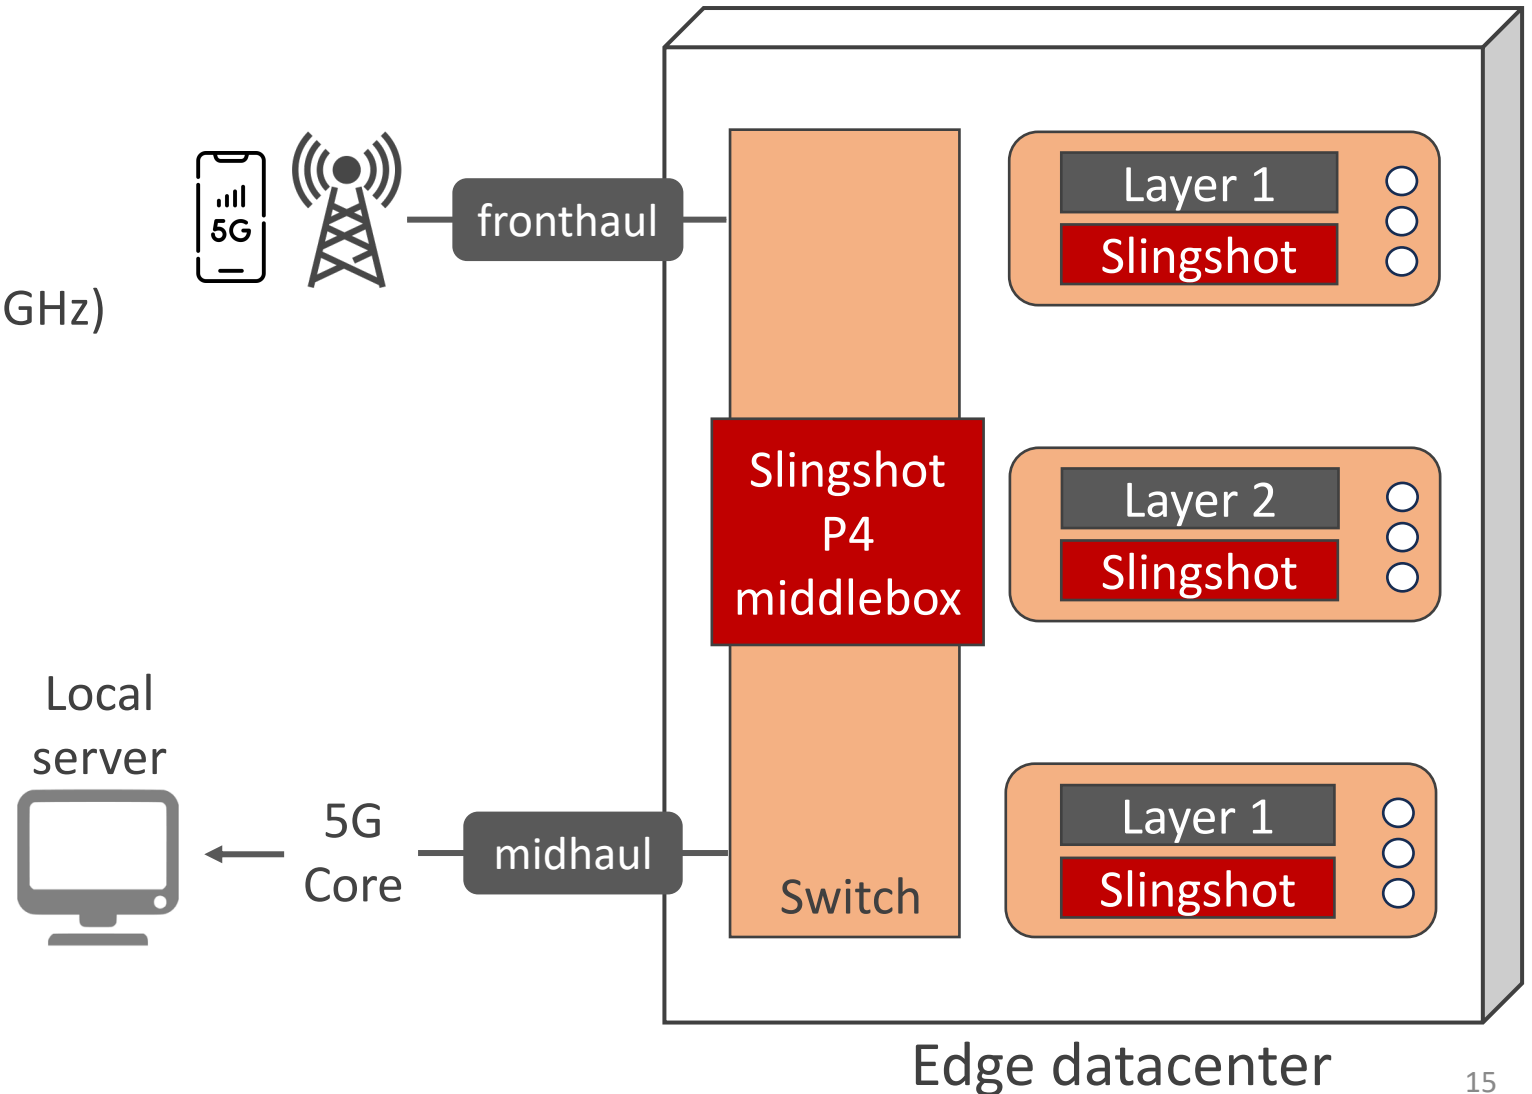 5G
GHz)
fronthaul
Layer 1
Slingshot
Slingshot
P4
middlebox
Layer 2
Slingshot
Local
server
5G
Core
midhaul
Switch
Layer 1
Slingshot
Edge datacenter
15